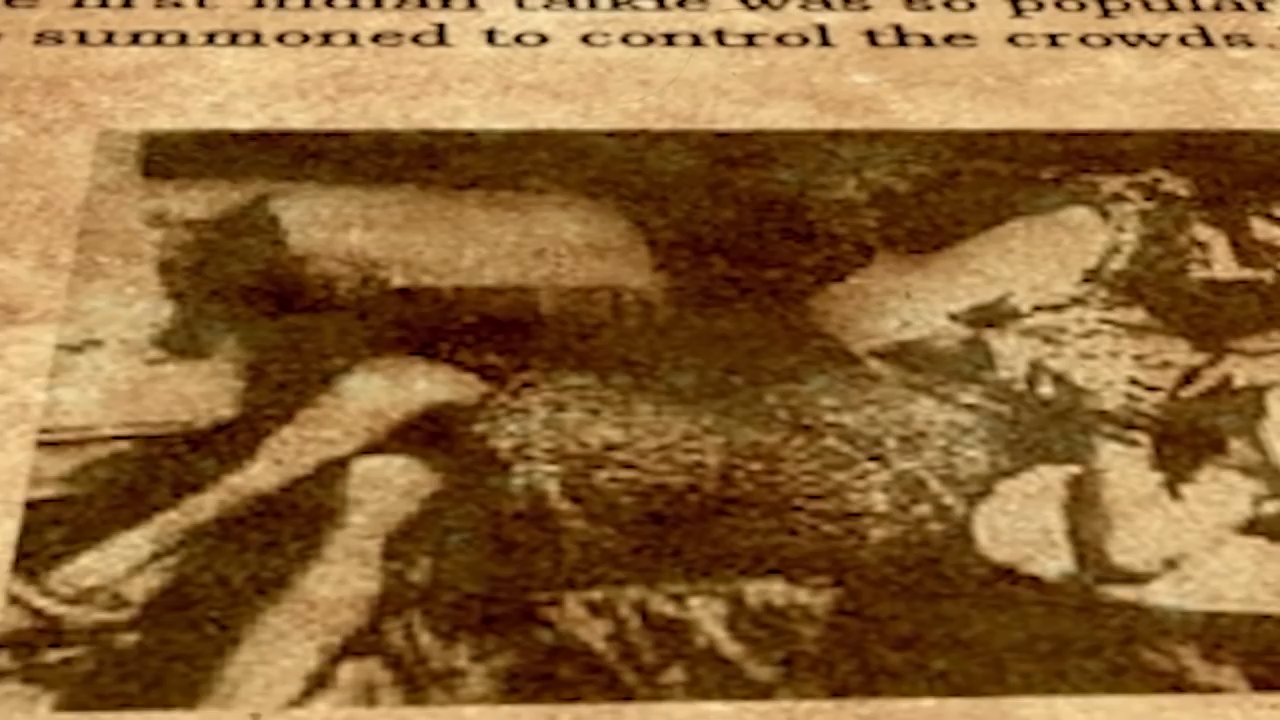 first Indian talkie was so popular
summoned to control the crowds.